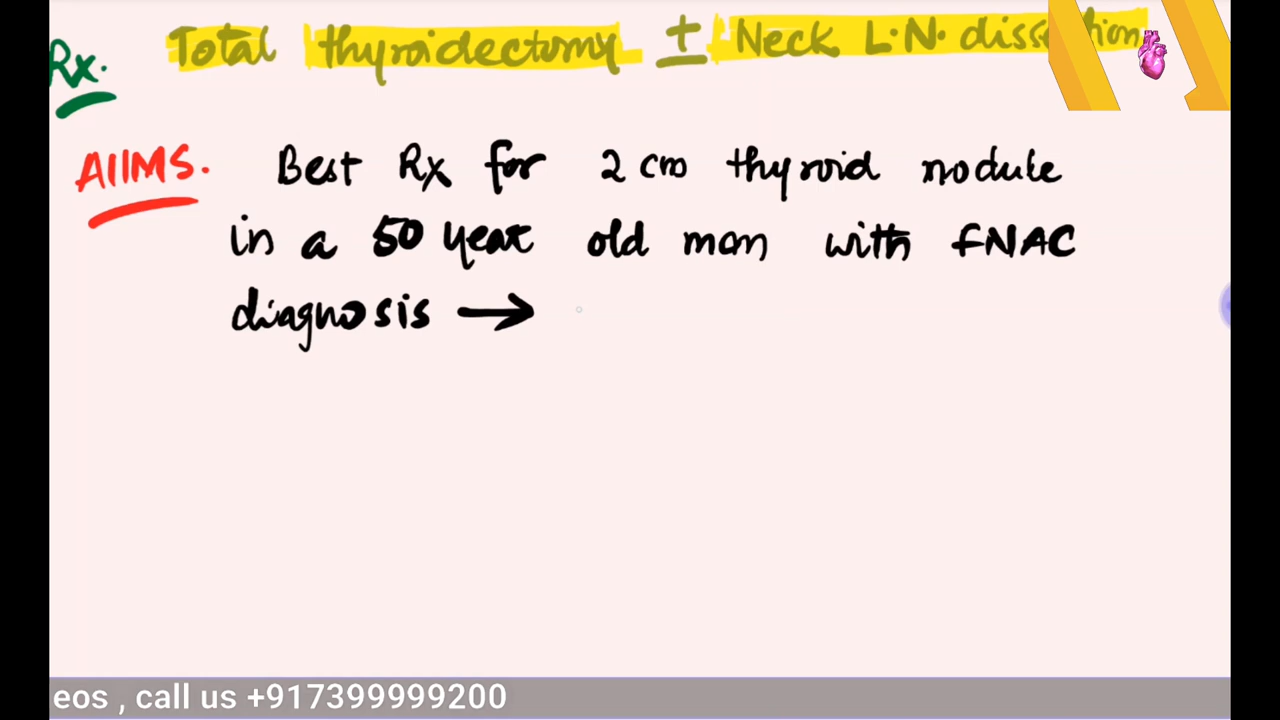 Total thyroidectomy ± Neck L.N. dissection
Rx.
AIIMS. Best Rx for 2 cm thyroid nodule
in a 50 year old man with FNAC
diagnosis →
eos , call us +917399999200